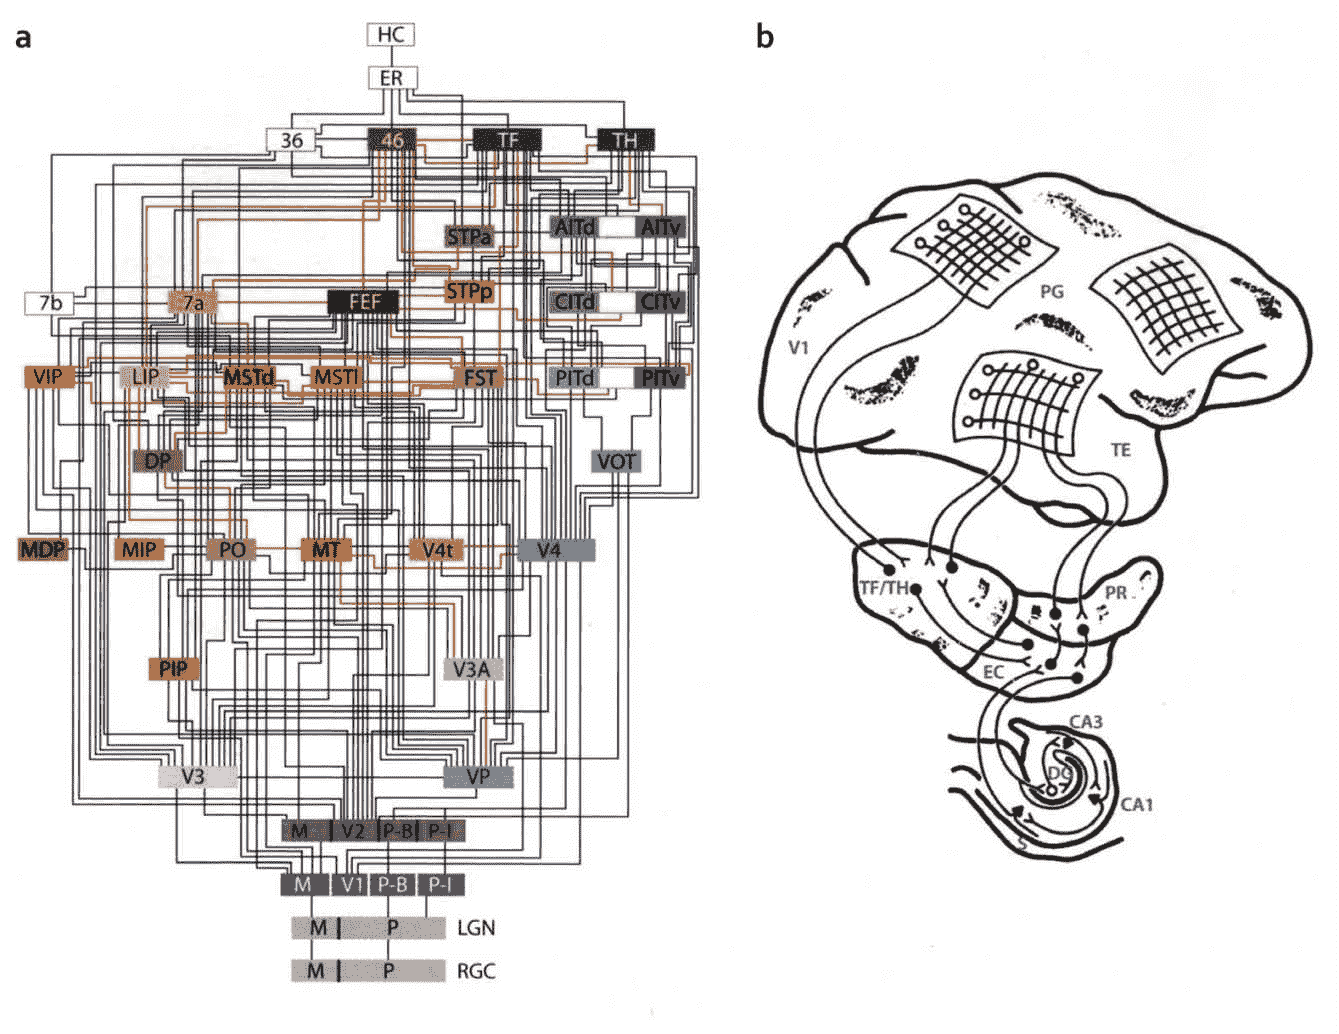 a
HC
ER
36 46 TF TH
STPa AITd AITv
7b 7a FEF STPp CITd CITv
VIP LIP MSTd MSTl FST PITd PITv
DP VOT
MDP MIP PO MT V4t V4
PIP V3A
V3 VP
M V2 P-B P-I
M V1 P-B P-I
M P LGN
M P RGC
b
PG
V1
TE
TF/TH PR
EC
CA3
DG
CA1
S